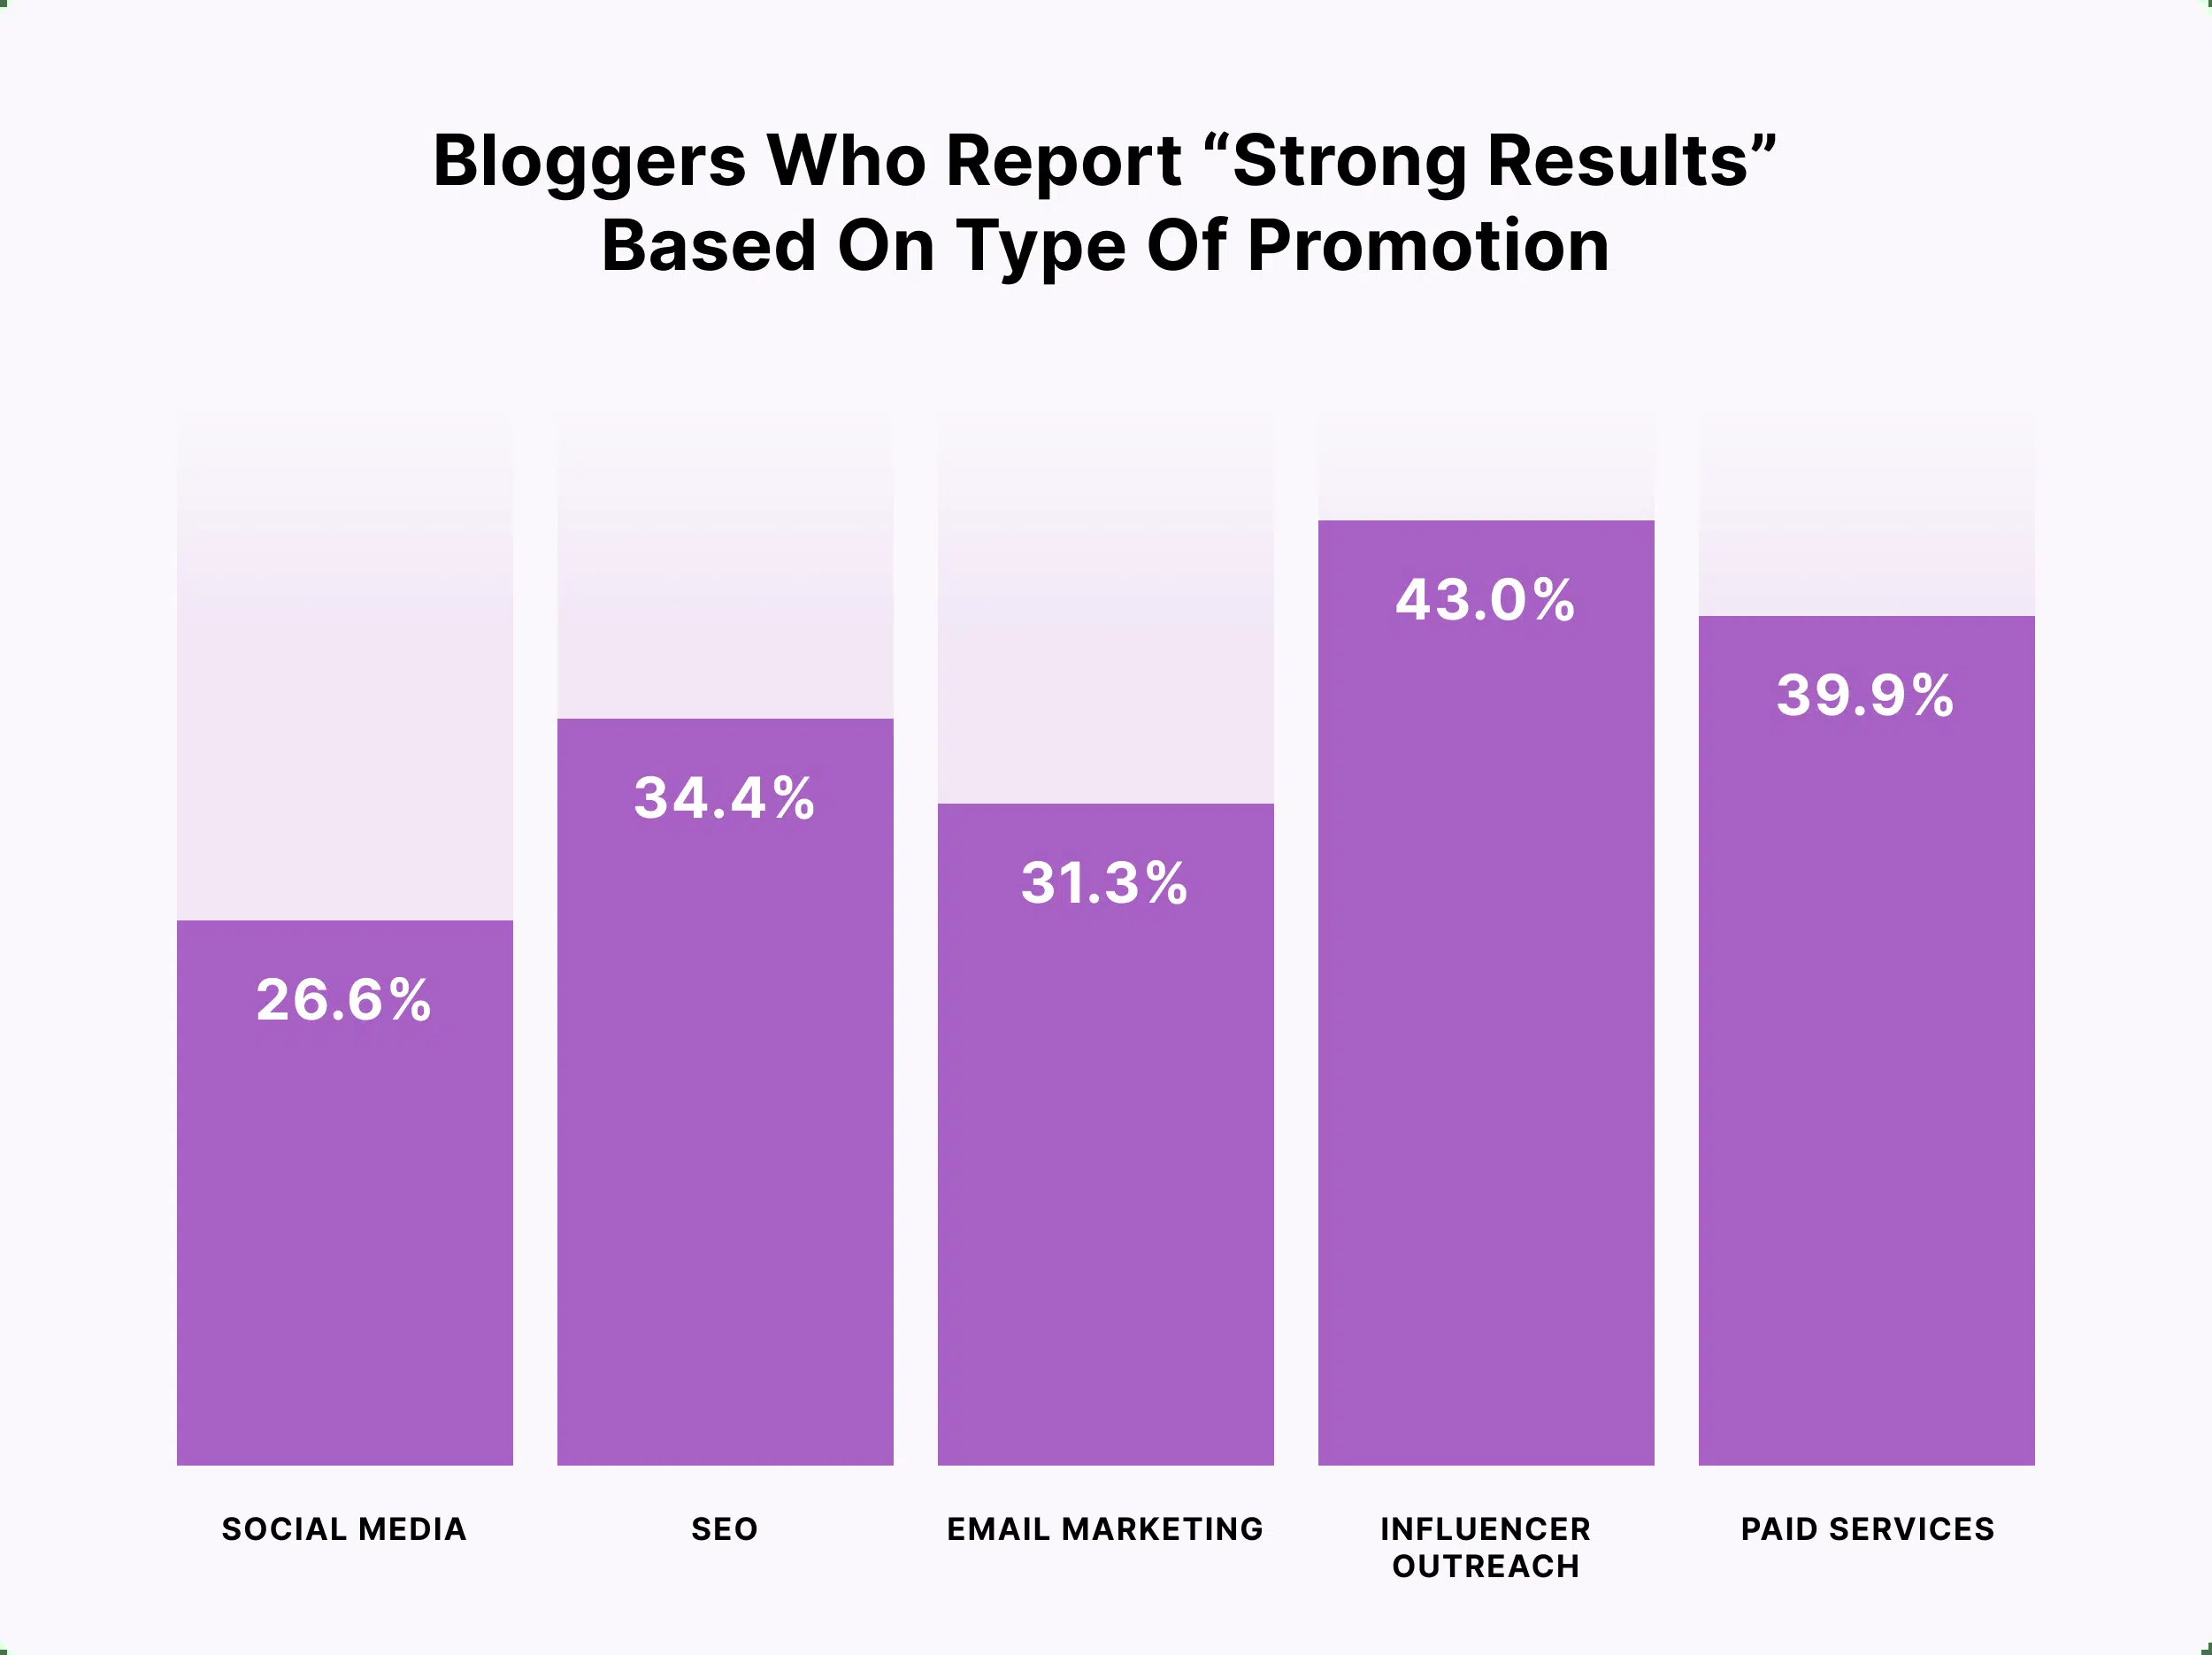 Bloggers Who Report “Strong Results”
Based On Type Of Promotion
43.0%
39.9%
34.4%
31.3%
26.6%
SOCIAL MEDIA
SEO
EMAIL MARKETING
INFLUENCER
OUTREACH
PAID SERVICES